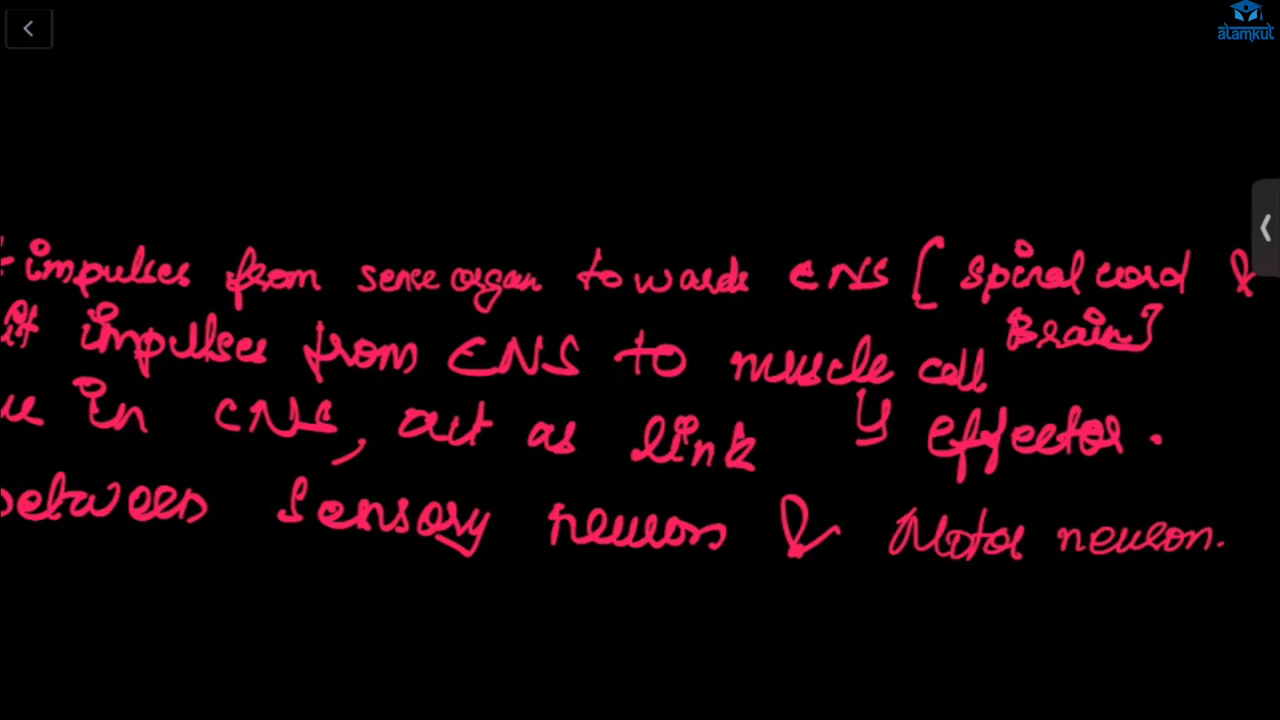 alamkut
impulses from sense organ towards CNS [ Spinal cord &
Brain]
impulses from CNS to muscle cell
in CNS, act as link y effector.
between Sensory neuron & Motor neuron.